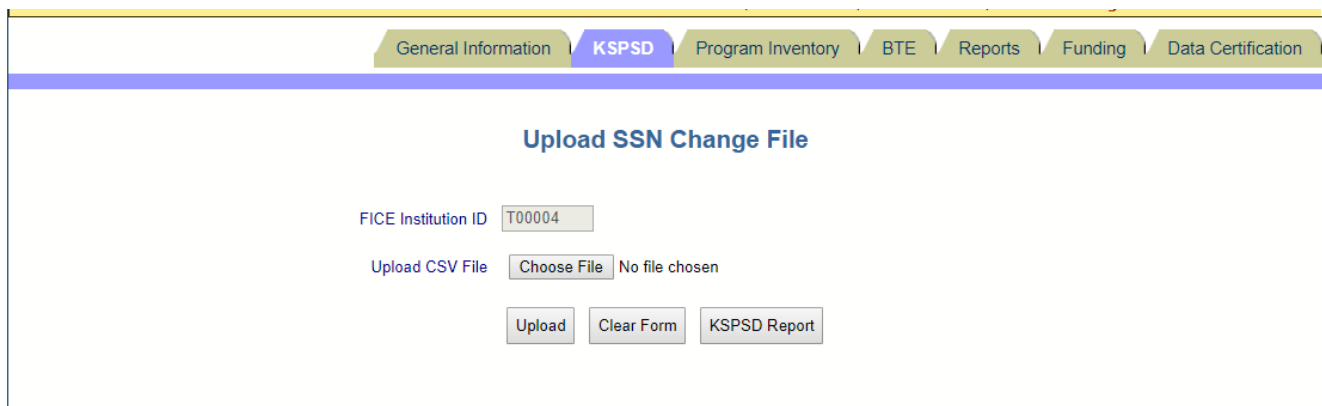 General Information KSPSD Program Inventory BTE Reports Funding Data Certification
Upload SSN Change File
FICE Institution ID T00004
Upload CSV File Choose File No file chosen
Upload Clear Form KSPSD Report